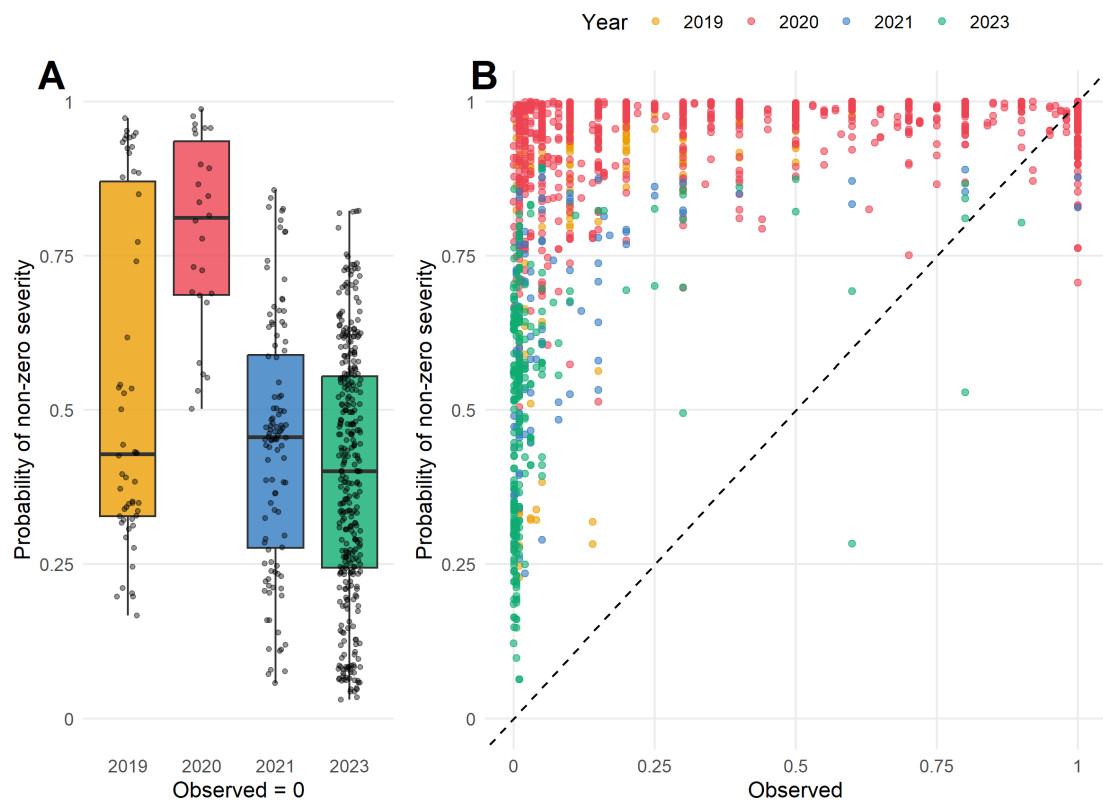 Year 2019 2020 2021 2023
A
B
Probability of non-zero severity
1
0.75
0.5
0.25
0
2019 2020 2021 2023
Observed = 0
Probability of non-zero severity
1
0.75
0.5
0.25
0
0 0.25 0.5 0.75 1
Observed